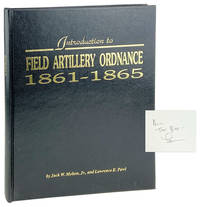 Introduction to
FIELD ARTILLERY ORDNANCE
1861-1865
by Jack W. Melton, Jr., and Lawrence E. Pawl